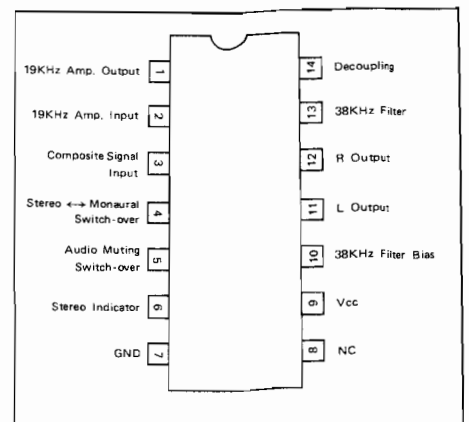 19KHz Amp. Output 1
19KHz Amp. Input 2
Composite Signal
Input 3
Stereo ↔ Monaural
Switch-over 4
Audio Muting
Switch-over 5
Stereo Indicator 6
GND 7
14 Decoupling
13 38KHz Filter
12 R Output
11 L Output
10 38KHz Filter Bias
9 Vcc
8 NC